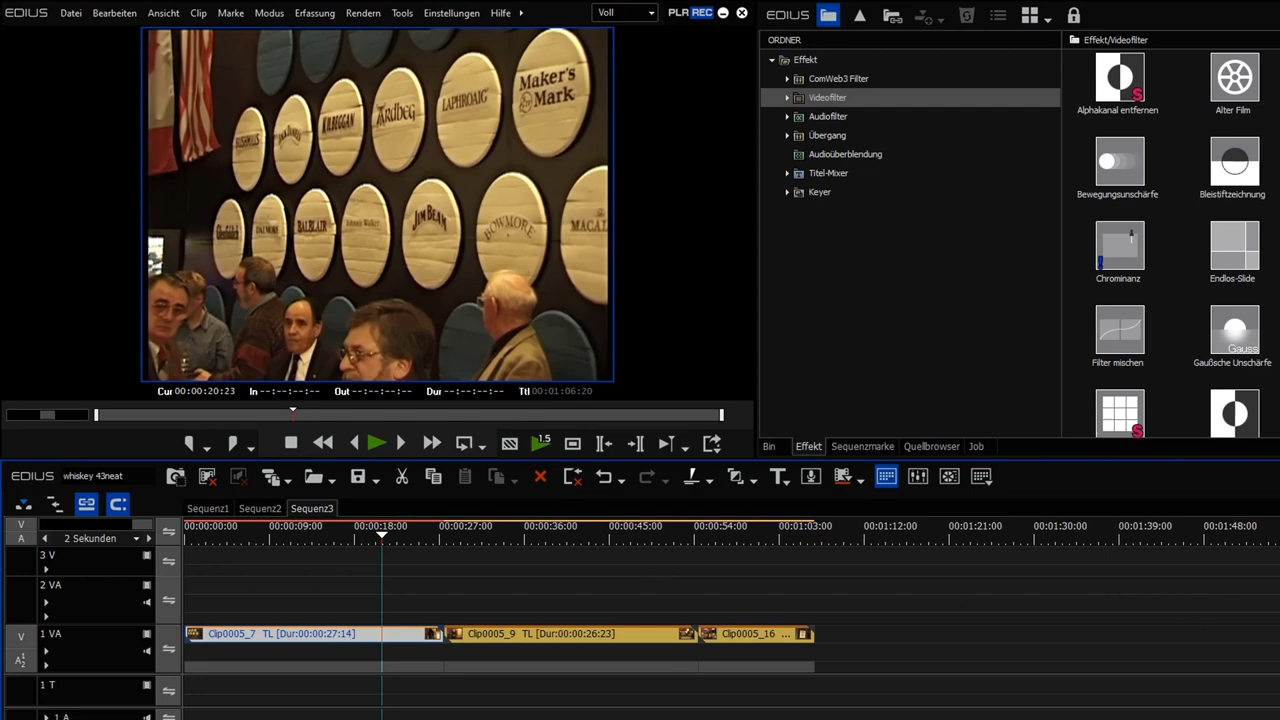 EDIUS Datei Bearbeiten Ansicht Clip Marke Modus Erfassung Rendern Tools Einstellungen Hilfe Voll PLR REC
EDIUS
ORDNER
Effekt/Videofilter
Effekt
ComWeb3 Filter
Videofilter
Audiofilter
Übergang
Audioüberblendung
Titel-Mixer
Keyer
Alphakanal entfernen
Alter Film
Bewegungsunschärfe
Bleistiftzeichnung
Chrominanz
Endlos-Slide
Filter mischen
Gauss
Gaußsche Unschärfe
Maker's
Mark
LAPHROAIG
ARdbeG
KILBEGGAN
BUSHMILLS
JIM BEAM
BOWMORE
BALBLAIR
DALMORE
Johnnie Walker
MACAL
Cur 00:00:20:23 In --:--:--:-- Out --:--:--:-- Dur --:--:--:-- Ttl 00:01:06:20
1.5
Bin Effekt Sequenzmarke Quellbrowser Job
EDIUS whiskey 43neat
Sequenz1 Sequenz2 Sequenz3
V
A
2 Sekunden
00:00:00:00 00:00:09:00 00:00:18:00 00:00:27:00 00:00:36:00 00:00:45:00 00:00:54:00 00:01:03:00 00:01:12:00 00:01:21:00 00:01:30:00 00:01:39:00 00:01:48:00
3 V
2 VA
V 1 VA
A12
Clip0005_7 TL [Dur:00:00:27:14] Clip0005_9 TL [Dur:00:00:26:23] Clip0005_16 ...
1 T
1 A